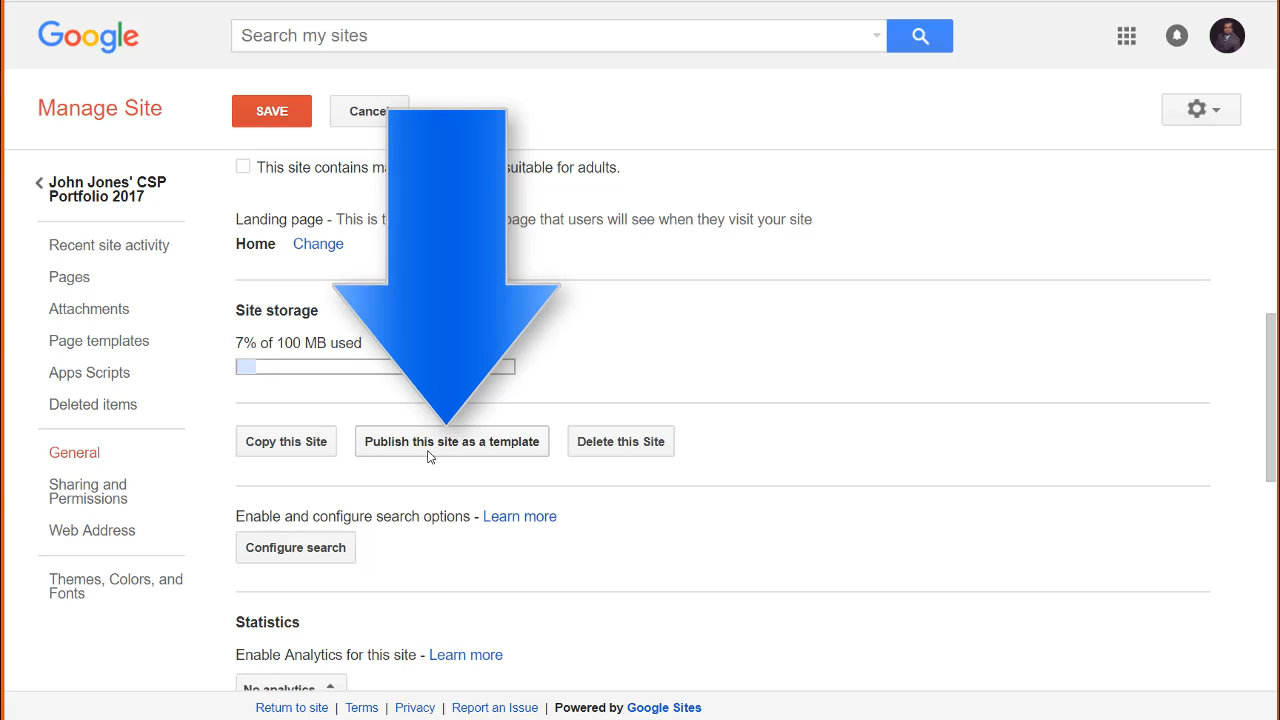 Google
Search my sites
Manage Site
SAVE
Cance
John Jones' CSP
Portfolio 2017
Recent site activity
Pages
Attachments
Page templates
Apps Scripts
Deleted items
General
Sharing and
Permissions
Web Address
Themes, Colors, and
Fonts
This site contains suitable for adults.
Landing page - This is page that users will see when they visit your site
Home Change
Site storage
7% of 100 MB used
Copy this Site
Publish this site as a template
Delete this Site
Enable and configure search options - Learn more
Configure search
Statistics
Enable Analytics for this site - Learn more
No analytics
Return to site | Terms | Privacy | Report an Issue | Powered by Google Sites